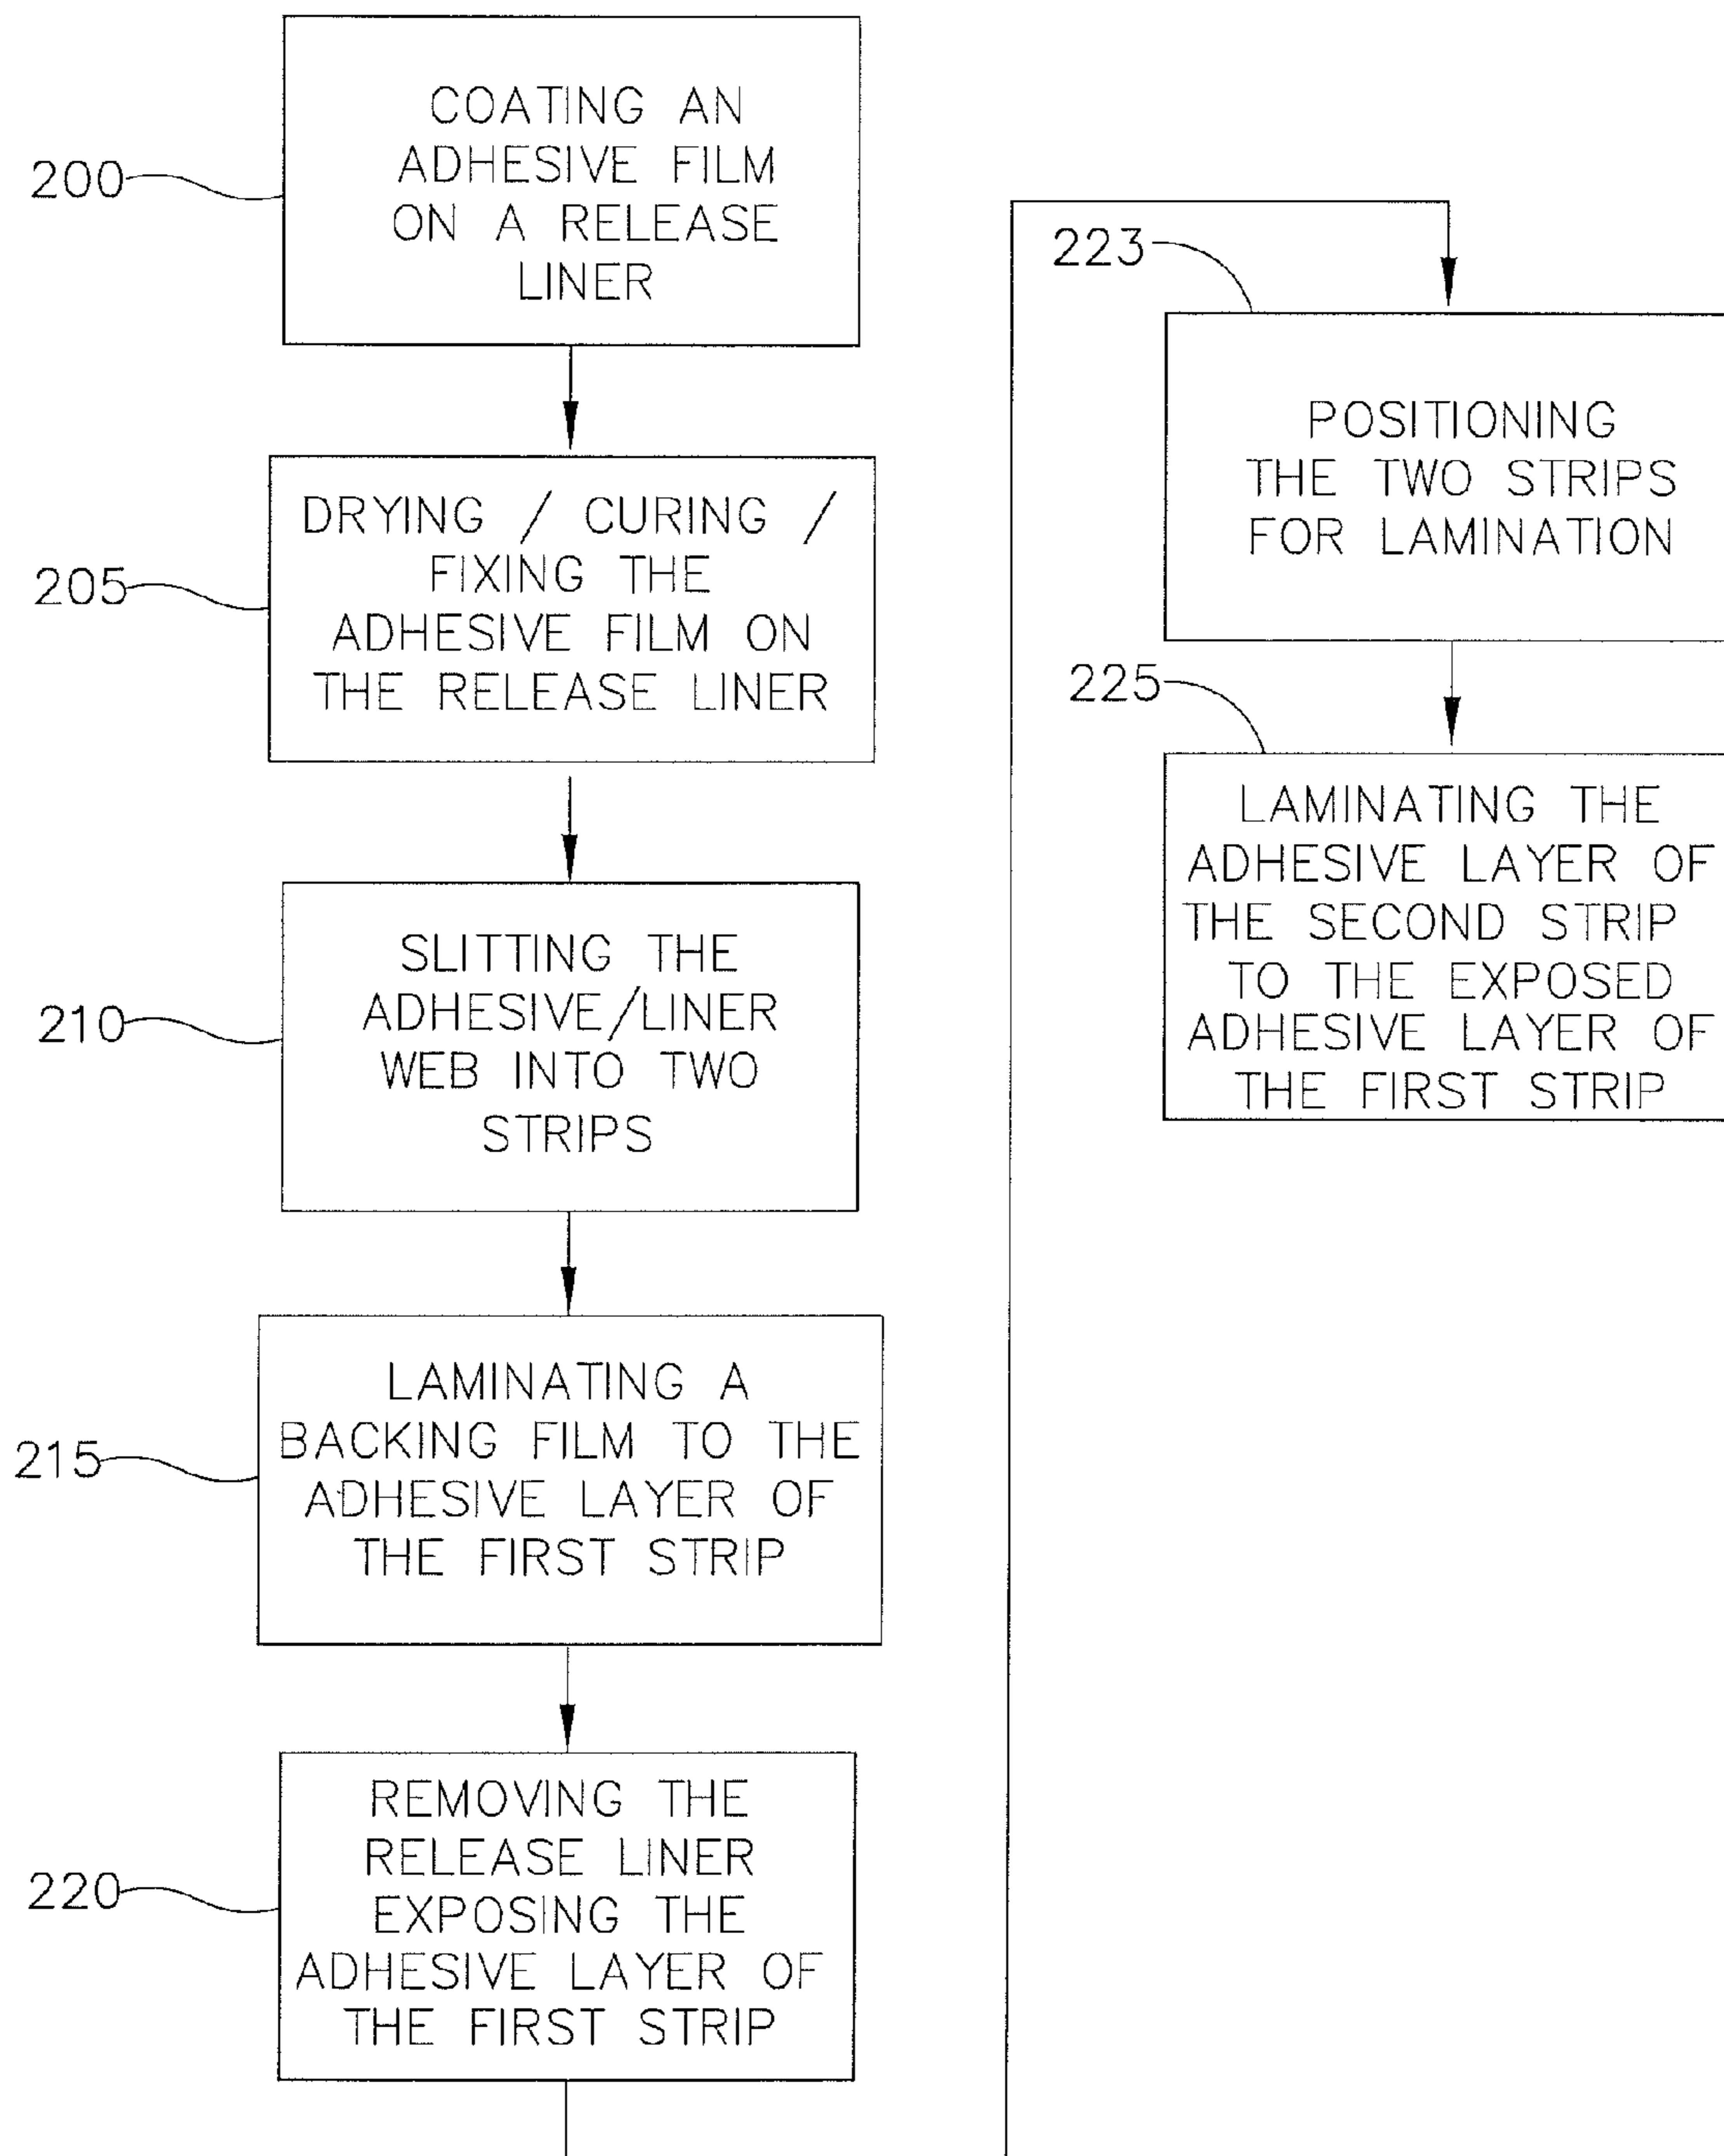 200
COATING AN
ADHESIVE FILM
ON A RELEASE
LINER
205
DRYING / CURING /
FIXING THE
ADHESIVE FILM ON
THE RELEASE LINER
210
SLITTING THE
ADHESIVE/LINER
WEB INTO TWO
STRIPS
215
LAMINATING A
BACKING FILM TO THE
ADHESIVE LAYER OF
THE FIRST STRIP
220
REMOVING THE
RELEASE LINER
EXPOSING THE
ADHESIVE LAYER OF
THE FIRST STRIP
223
POSITIONING
THE TWO STRIPS
FOR LAMINATION
225
LAMINATING THE
ADHESIVE LAYER OF
THE SECOND STRIP
TO THE EXPOSED
ADHESIVE LAYER OF
THE FIRST STRIP